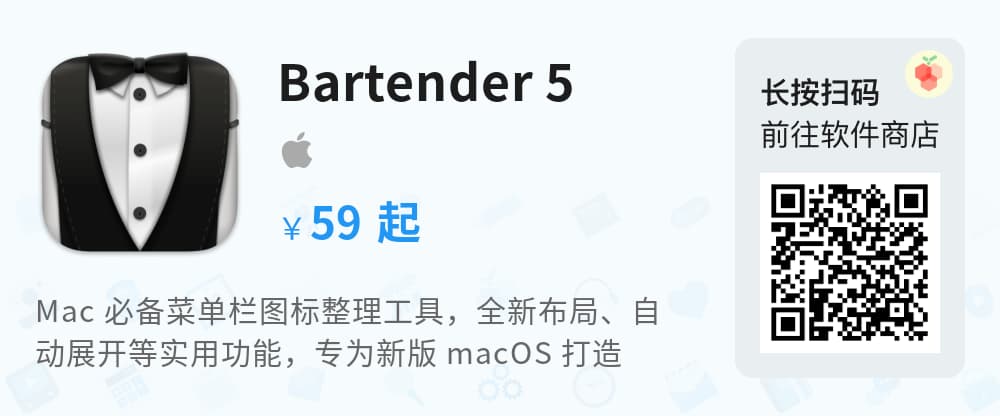 Bartender 5
¥ 59 起
Mac 必备菜单栏图标整理工具，全新布局、自
动展开等实用功能，专为新版 macOS 打造
长按扫码
前往软件商店